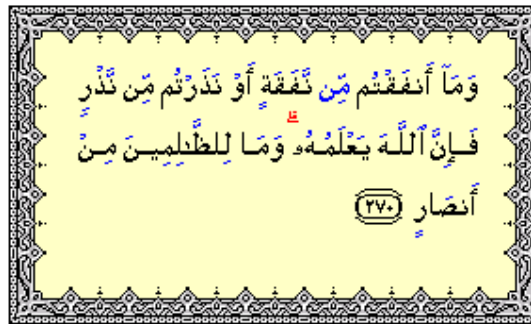 وَمَآ أَنفَقْتُم مِّن نَّفَقَةٍ أَوْ نَذَرْتُم مِّن نَّذْرٍ
فَإِنَّ ٱللَّهَ يَعْلَمُهُۥ ۗ وَمَا لِلظَّٰلِمِينَ مِنْ
أَنصَارٍ ٢٧٠